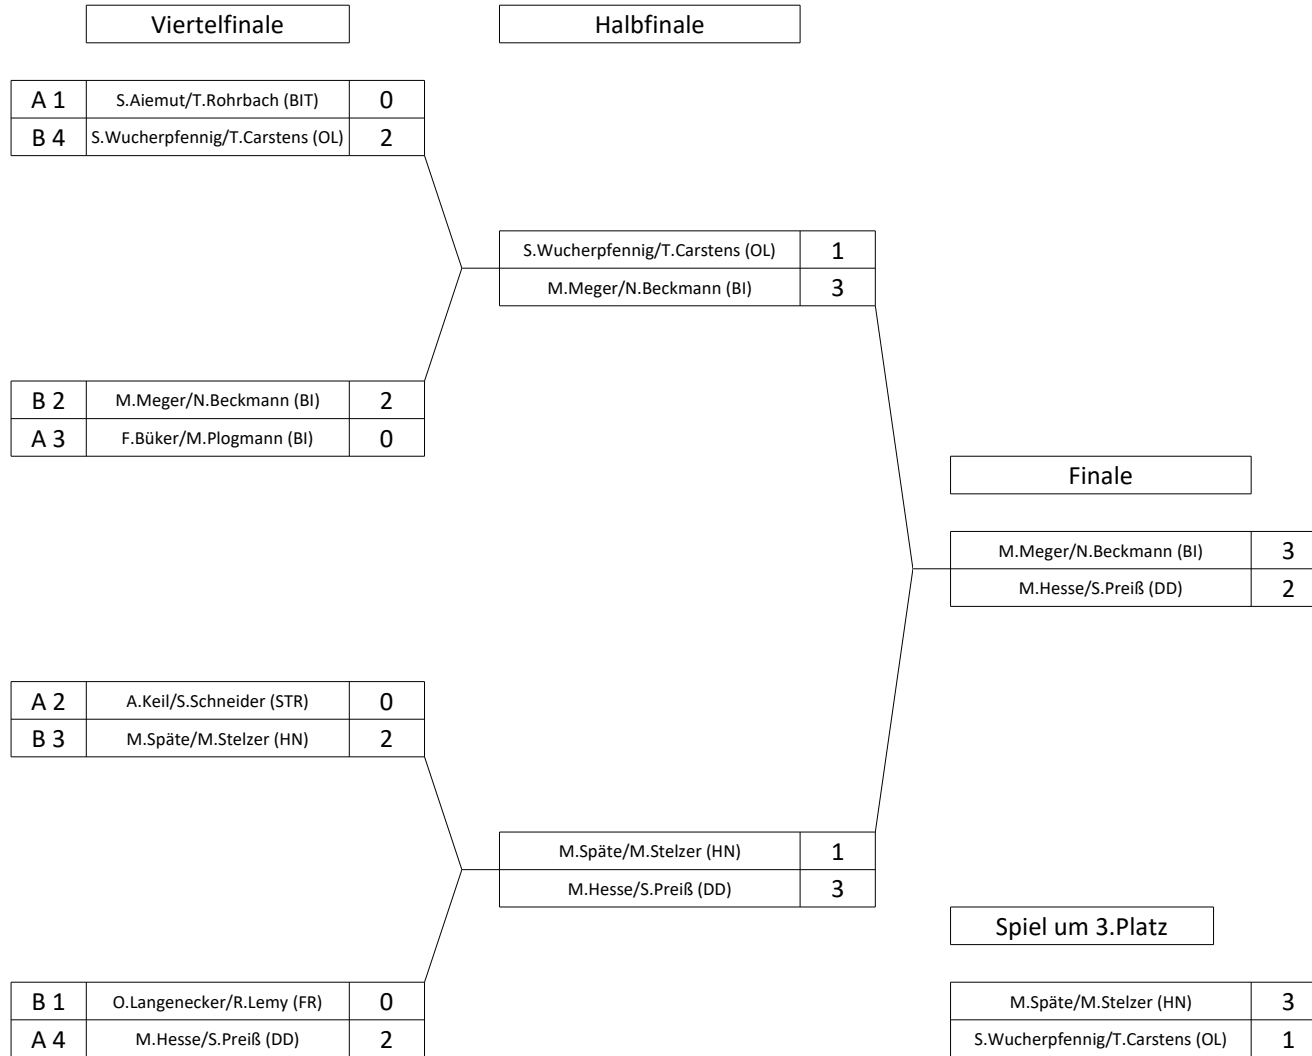 Viertelfinale
Halbfinale
A 1 S.Aiemut/T.Rohrbach (BIT) 0
B 4 S.Wucherpfennig/T.Carstens (OL) 2
S.Wucherpfennig/T.Carstens (OL) 1
M.Meger/N.Beckmann (BI) 3
B 2 M.Meger/N.Beckmann (BI) 2
A 3 F.Büker/M.Plogmann (BI) 0
Finale
M.Meger/N.Beckmann (BI) 3
M.Hesse/S.Preiß (DD) 2
A 2 A.Keil/S.Schneider (STR) 0
B 3 M.Späte/M.Stelzer (HN) 2
M.Späte/M.Stelzer (HN) 1
M.Hesse/S.Preiß (DD) 3
Spiel um 3.Platz
B 1 O.Langenecker/R.Lemy (FR) 0
A 4 M.Hesse/S.Preiß (DD) 2
M.Späte/M.Stelzer (HN) 3
S.Wucherpfennig/T.Carstens (OL) 1